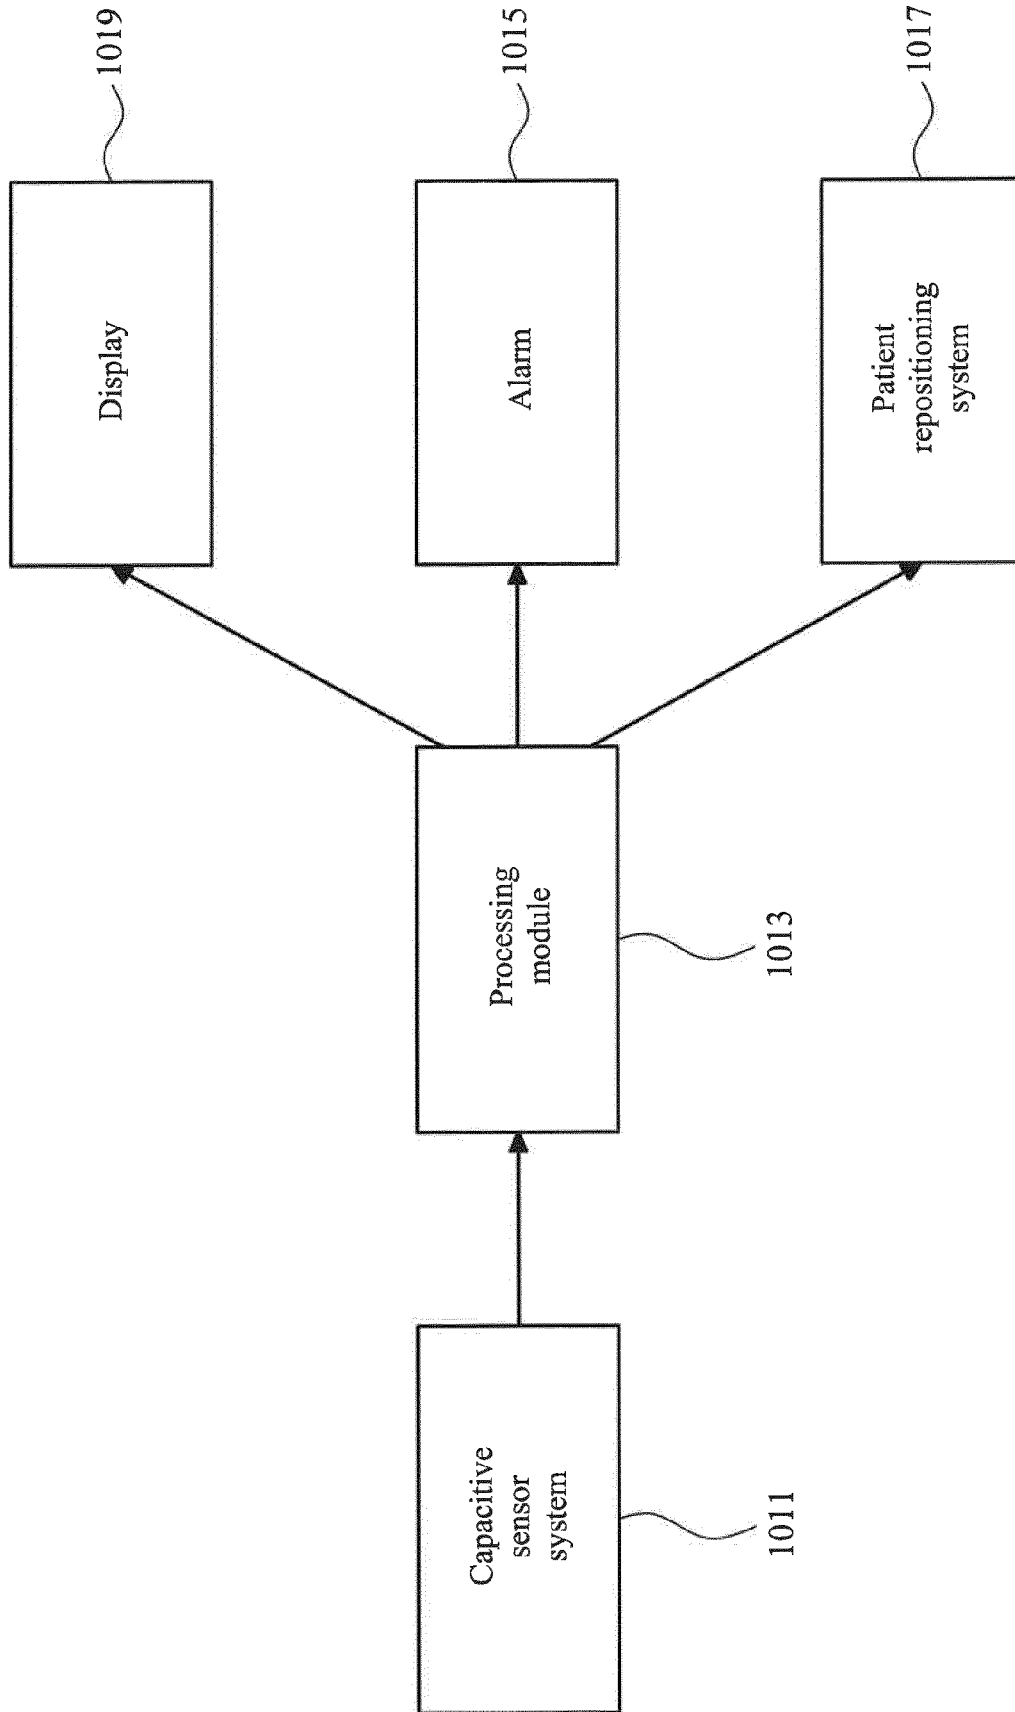 Capacitive
sensor
system
1011
Processing
module
1013
Display
1019
Alarm
1015
Patient
repositioning
system
1017